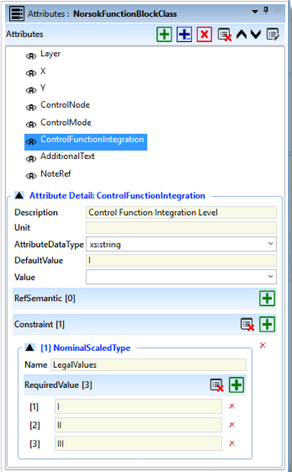 Attributes : NorsokFunctionBlockClass
Attributes
Layer
X
Y
ControlNode
ControlMode
ControlFunctionIntegration
AdditionalText
NoteRef
Attribute Detail: ControlFunctionIntegration
Description Control Function Integration Level
Unit
AttributeDataType xs:string
DefaultValue I
Value
RefSemantic [0]
Constraint [1]
[1] NominalScaledType
Name LegalValues
RequiredValue [3]
[1] I
[2] II
[3] III